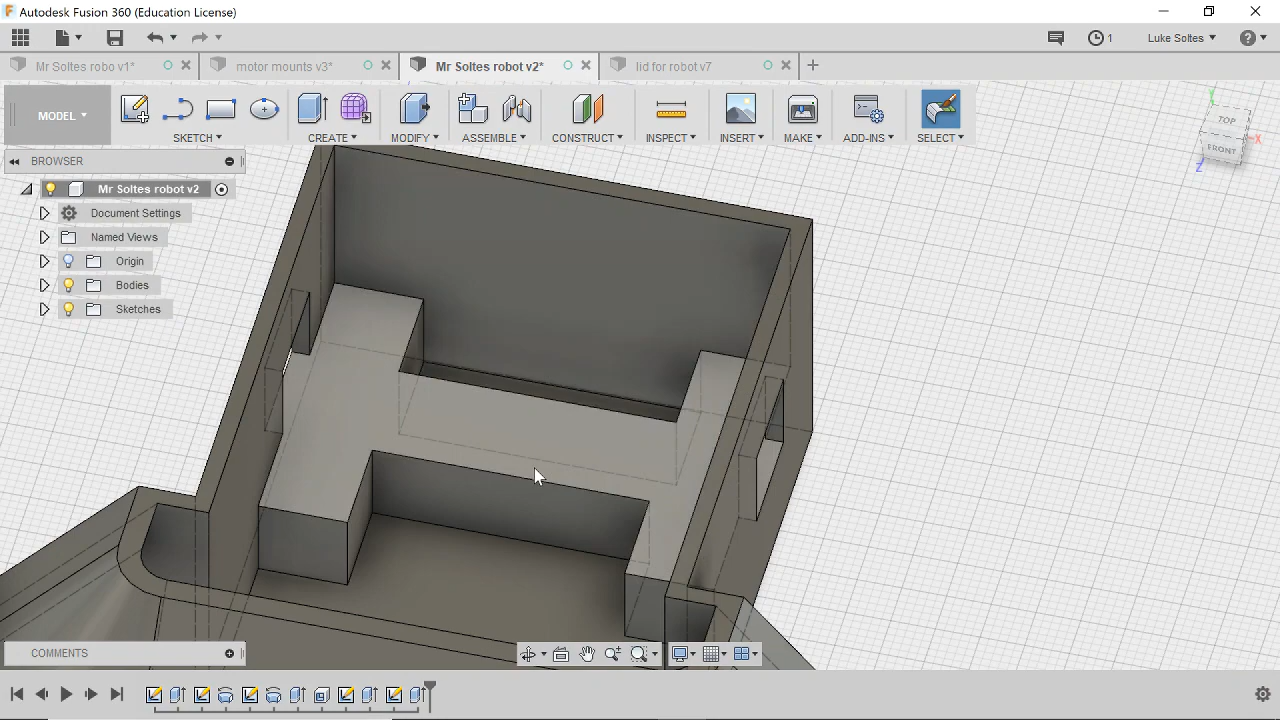 Autodesk Fusion 360 (Education License)
1 Luke Soltes
Mr Soltes robo v1* motor mounts v3* Mr Soltes robot v2* lid for robot v7
MODEL
SKETCH CREATE MODIFY ASSEMBLE CONSTRUCT INSPECT INSERT MAKE ADD-INS SELECT
BROWSER
Mr Soltes robot v2
Document Settings
Named Views
Origin
Bodies
Sketches
TOP
FRONT
X
Y
Z
COMMENTS